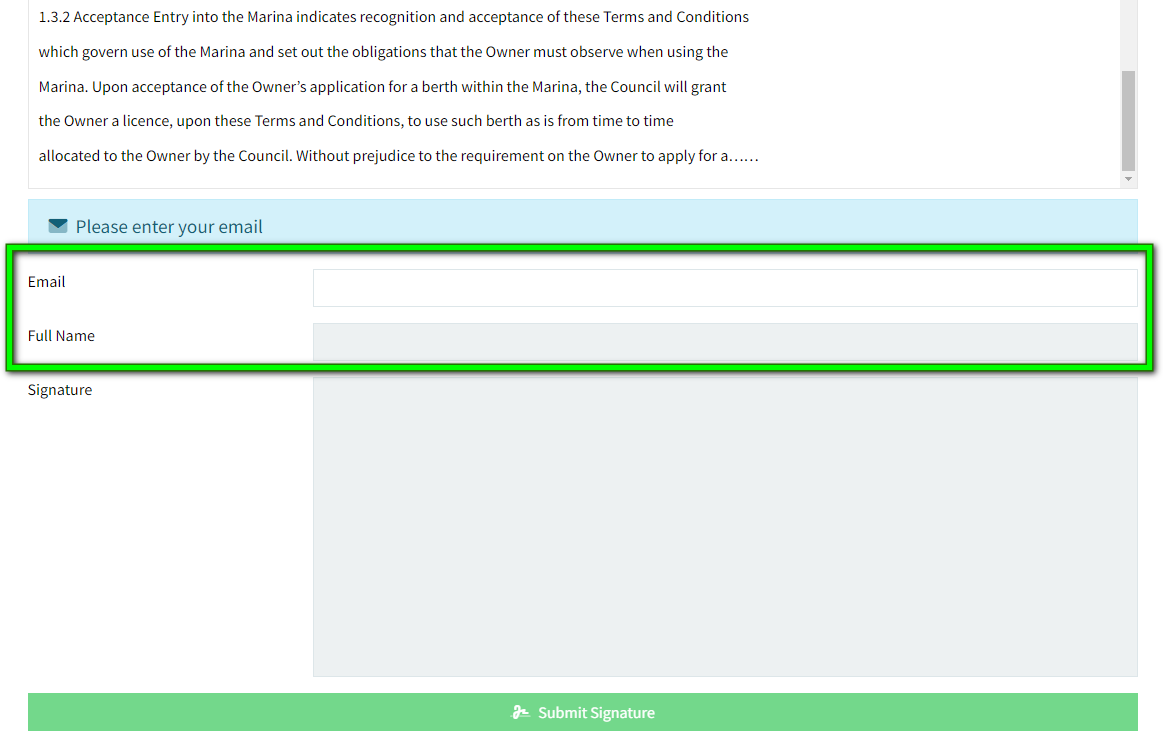 1.3.2 Acceptance Entry into the Marina indicates recognition and acceptance of these Terms and Conditions
which govern use of the Marina and set out the obligations that the Owner must observe when using the
Marina. Upon acceptance of the Owner’s application for a berth within the Marina, the Council will grant
the Owner a licence, upon these Terms and Conditions, to use such berth as is from time to time
allocated to the Owner by the Council. Without prejudice to the requirement on the Owner to apply for a……
Please enter your email
Email
Full Name
Signature
Submit Signature